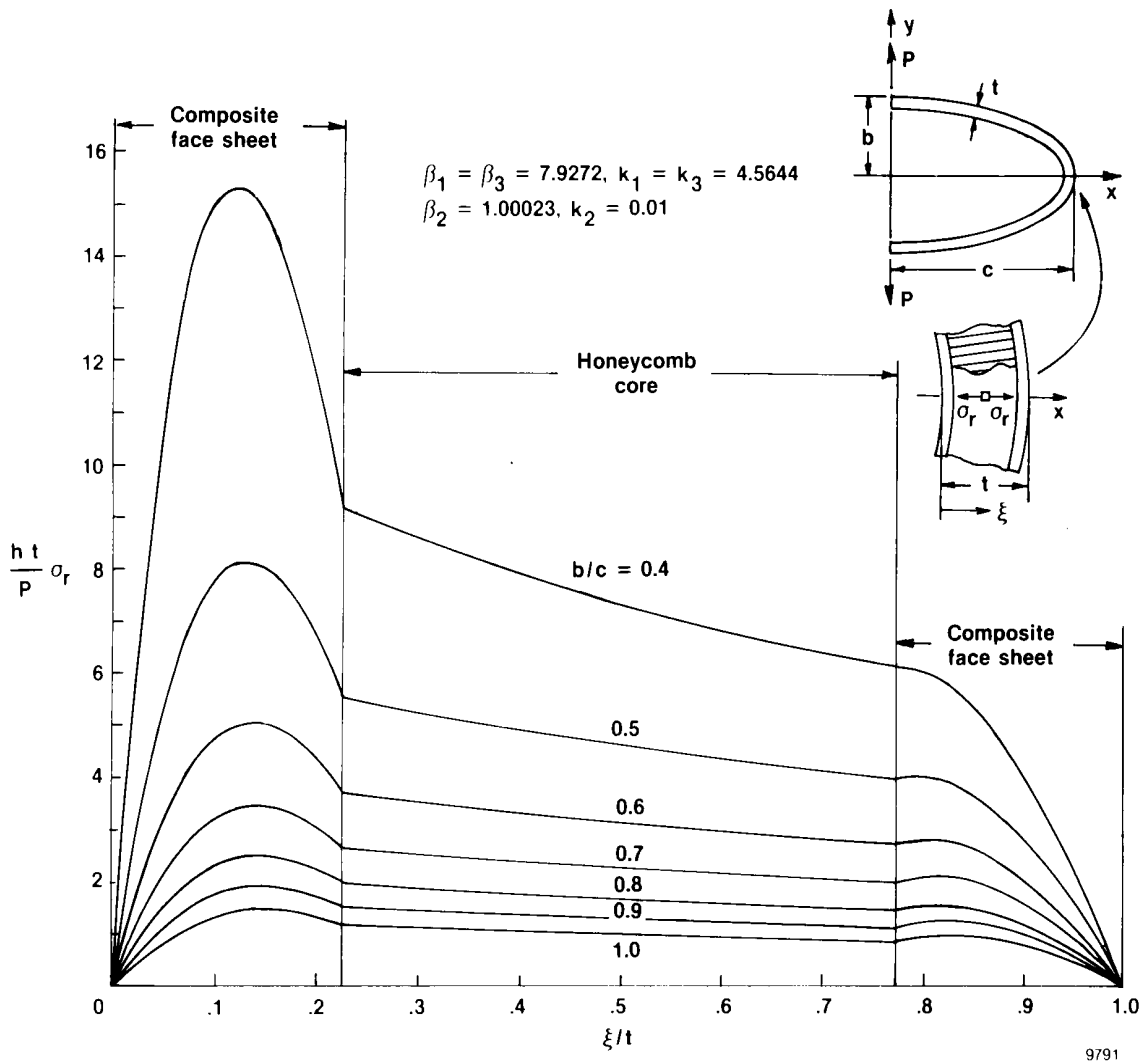 y
P
t
b
x
c
P
Composite
face sheet
β1 = β3 = 7.9272, k1 = k3 = 4.5644
β2 = 1.00023, k2 = 0.01
Honeycomb
core
σr σr
x
t
ξ
Composite
face sheet
h t
P
σr
16
14
12
10
8
6
4
2
b/c = 0.4
0.5
0.6
0.7
0.8
0.9
1.0
0 .1 .2 .3 .4 .5 .6 .7 .8 .9 1.0
ξ/t
9791